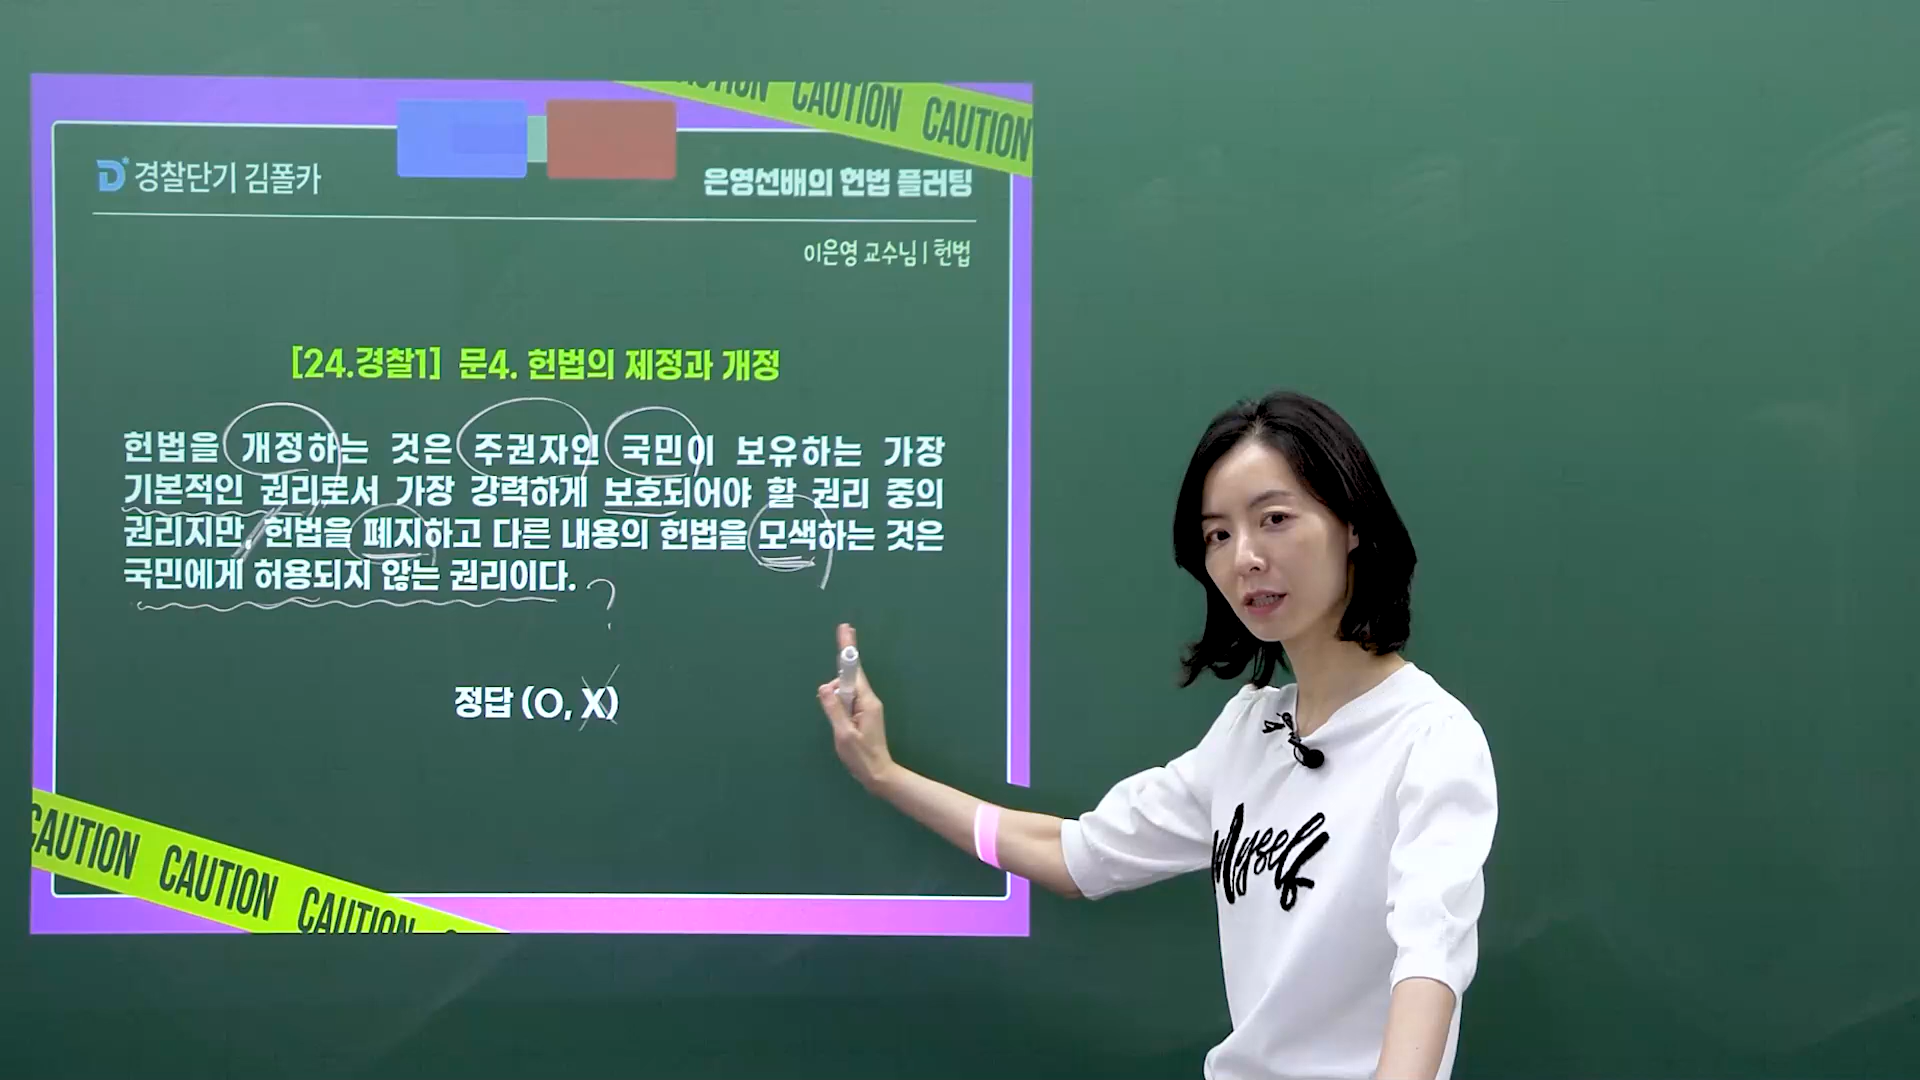 CAUTION CAUTION
경찰단기 김폴카
은영선배의 헌법 플러팅
이은영 교수님 | 헌법
[24.경찰1] 문4. 헌법의 제정과 개정
헌법을 개정하는 것은 주권자인 국민이 보유하는 가장
기본적인 권리로서 가장 강력하게 보호되어야 할 권리 중의
권리지만, 헌법을 폐지하고 다른 내용의 헌법을 모색하는 것은
국민에게 허용되지 않는 권리이다. ?
정답 (O, X)
CAUTION CAUTION CAUTION
Myself